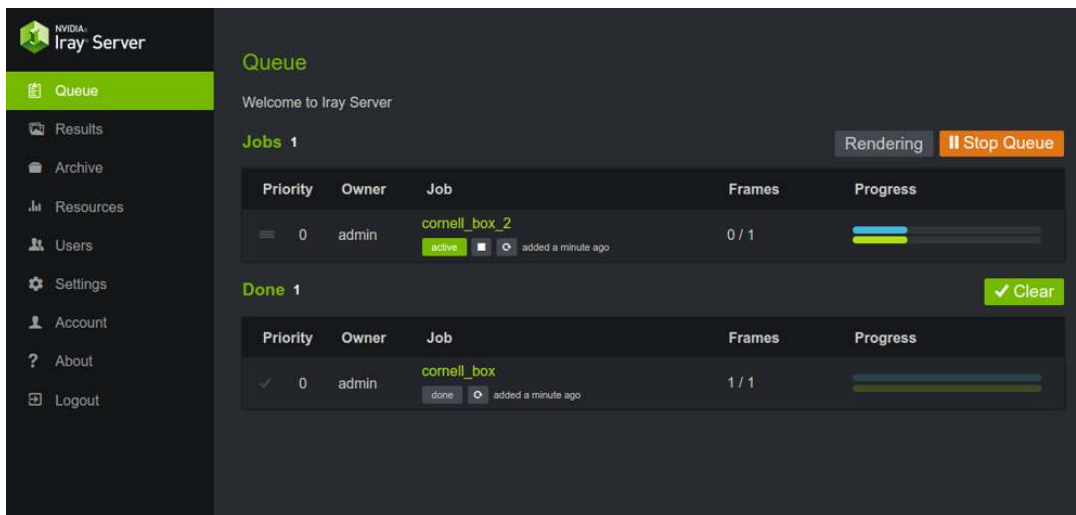 NVIDIA.
Iray Server
Queue
Results
Archive
Resources
Users
Settings
Account
? About
Logout
Queue
Welcome to Iray Server
Jobs 1
Rendering
Stop Queue
Priority Owner Job Frames Progress
0 admin cornell_box_2 0 / 1
active added a minute ago
Done 1
Clear
Priority Owner Job Frames Progress
0 admin cornell_box 1 / 1
done added a minute ago